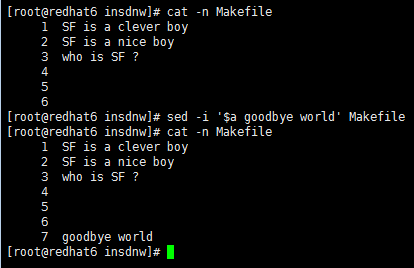 [root@redhat6 insdnw]# cat -n Makefile
     1  SF is a clever boy
     2  SF is a nice boy
     3  who is SF ?
     4
     5
     6
[root@redhat6 insdnw]# sed -i '$a goodbye world' Makefile
[root@redhat6 insdnw]# cat -n Makefile
     1  SF is a clever boy
     2  SF is a nice boy
     3  who is SF ?
     4
     5
     6
     7  goodbye world
[root@redhat6 insdnw]#